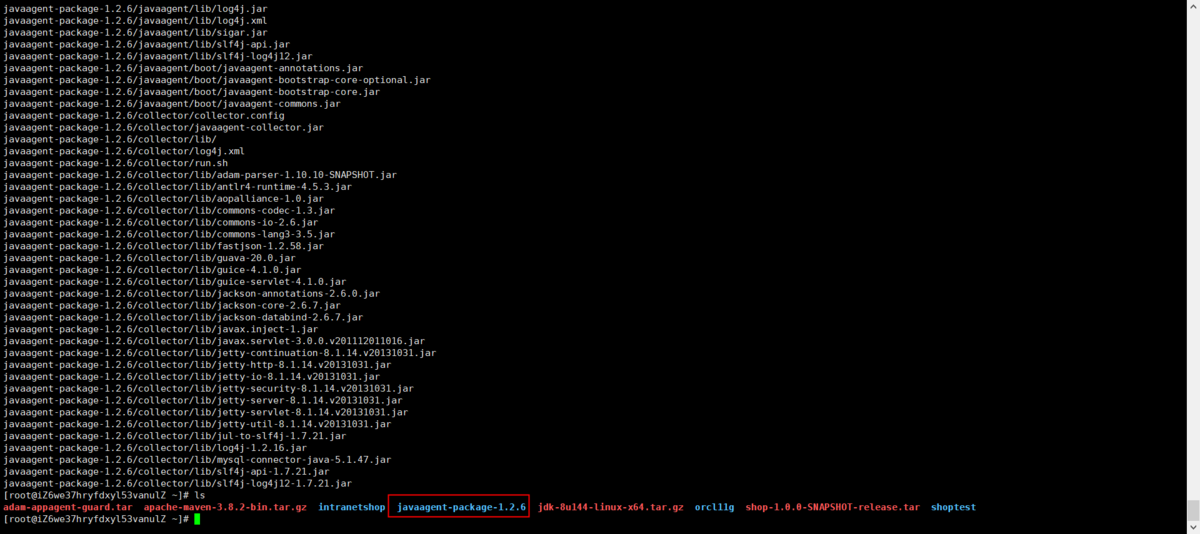 javaagent-package-1.2.6/javaagent/lib/log4j.jar
javaagent-package-1.2.6/javaagent/lib/log4j.xml
javaagent-package-1.2.6/javaagent/lib/sigar.jar
javaagent-package-1.2.6/javaagent/lib/slf4j-api.jar
javaagent-package-1.2.6/javaagent/lib/slf4j-log4j12.jar
javaagent-package-1.2.6/javaagent/boot/javaagent-annotations.jar
javaagent-package-1.2.6/javaagent/boot/javaagent-bootstrap-core-optional.jar
javaagent-package-1.2.6/javaagent/boot/javaagent-bootstrap-core.jar
javaagent-package-1.2.6/javaagent/boot/javaagent-commons.jar
javaagent-package-1.2.6/collector/collector.config
javaagent-package-1.2.6/collector/javaagent-collector.jar
javaagent-package-1.2.6/collector/lib/
javaagent-package-1.2.6/collector/log4j.xml
javaagent-package-1.2.6/collector/run.sh
javaagent-package-1.2.6/collector/lib/adam-parser-1.10.10-SNAPSHOT.jar
javaagent-package-1.2.6/collector/lib/antlr4-runtime-4.5.3.jar
javaagent-package-1.2.6/collector/lib/aopalliance-1.0.jar
javaagent-package-1.2.6/collector/lib/commons-codec-1.3.jar
javaagent-package-1.2.6/collector/lib/commons-io-2.6.jar
javaagent-package-1.2.6/collector/lib/commons-lang3-3.5.jar
javaagent-package-1.2.6/collector/lib/fastjson-1.2.58.jar
javaagent-package-1.2.6/collector/lib/guava-20.0.jar
javaagent-package-1.2.6/collector/lib/guice-4.1.0.jar
javaagent-package-1.2.6/collector/lib/guice-servlet-4.1.0.jar
javaagent-package-1.2.6/collector/lib/jackson-annotations-2.6.0.jar
javaagent-package-1.2.6/collector/lib/jackson-core-2.6.7.jar
javaagent-package-1.2.6/collector/lib/jackson-databind-2.6.7.jar
javaagent-package-1.2.6/collector/lib/javax.inject-1.jar
javaagent-package-1.2.6/collector/lib/javax.servlet-3.0.0.v201112011016.jar
javaagent-package-1.2.6/collector/lib/jetty-continuation-8.1.14.v20131031.jar
javaagent-package-1.2.6/collector/lib/jetty-http-8.1.14.v20131031.jar
javaagent-package-1.2.6/collector/lib/jetty-io-8.1.14.v20131031.jar
javaagent-package-1.2.6/collector/lib/jetty-security-8.1.14.v20131031.jar
javaagent-package-1.2.6/collector/lib/jetty-server-8.1.14.v20131031.jar
javaagent-package-1.2.6/collector/lib/jetty-servlet-8.1.14.v20131031.jar
javaagent-package-1.2.6/collector/lib/jetty-util-8.1.14.v20131031.jar
javaagent-package-1.2.6/collector/lib/jul-to-slf4j-1.7.21.jar
javaagent-package-1.2.6/collector/lib/log4j-1.2.16.jar
javaagent-package-1.2.6/collector/lib/mysql-connector-java-5.1.47.jar
javaagent-package-1.2.6/collector/lib/slf4j-api-1.7.21.jar
javaagent-package-1.2.6/collector/lib/slf4j-log4j12-1.7.21.jar
[root@iZ6we37hryfdxyl53vanulZ ~]# ls
adam-appagent-guard.tar apache-maven-3.8.2-bin.tar.gz intranetshop javaagent-package-1.2.6 jdk-8u144-linux-x64.tar.gz orcl11g shop-1.0.0-SNAPSHOT-release.tar shoptest
[root@iZ6we37hryfdxyl53vanulZ ~]#